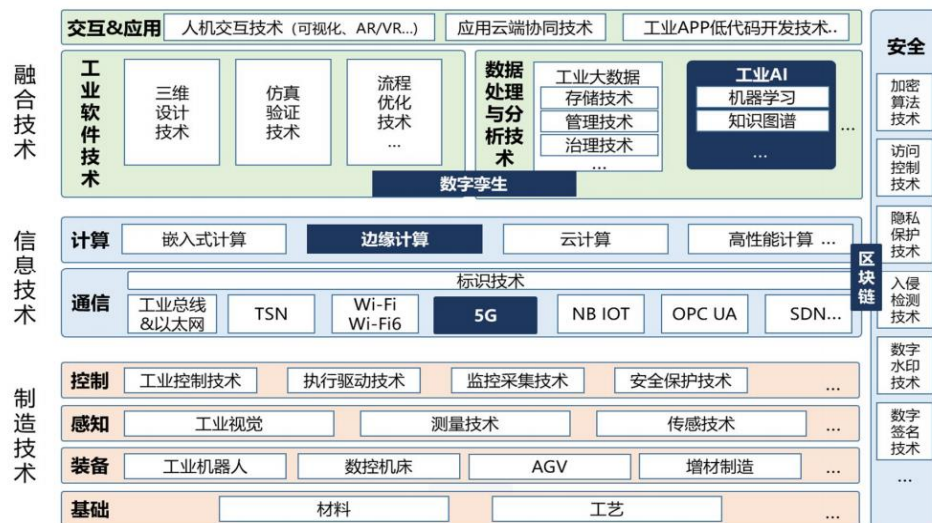 融合技术
交互&应用
人机交互技术 (可视化、AR/VR...)
应用云端协同技术
工业APP低代码开发技术..
工业软件技术
三维
设计
技术
仿真
验证
技术
流程
优化
技术
...
数据
处理
与分
析技
术
工业大数据
存储技术
管理技术
治理技术
...
工业AI
机器学习
知识图谱
...
...
数字孪生
信息技术
计算
嵌入式计算
边缘计算
云计算
高性能计算 ...
通信
标识技术
工业总线
&以太网
TSN
Wi-Fi
Wi-Fi6
5G
NB IOT
OPC UA
SDN...
制造技术
控制
工业控制技术
执行驱动技术
监控采集技术
安全保护技术
...
感知
工业视觉
测量技术
传感技术
...
装备
工业机器人
数控机床
AGV
增材制造
...
基础
材料
工艺
...
区块链
安全
加密
算法
技术
访问
控制
技术
隐私
保护
技术
入侵
检测
技术
数字
水印
技术
数字
签名
技术
...